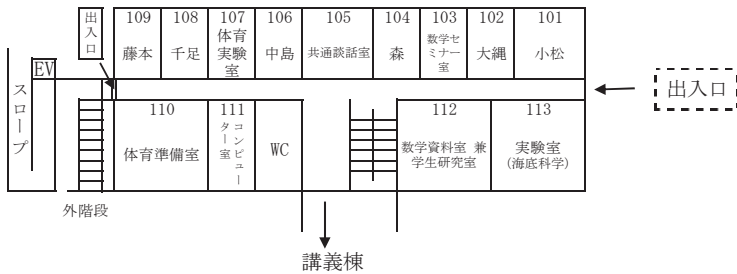 出入口
109
藤本
108
千足
107
体育
実験
室
106
中島
105
共通談話室
104
森
103
数学セ
ミナー
室
102
大縄
101
小松
EV
スロープ
出入口
110
体育準備室
111
コンピュー
ター室
WC
112
数学資料室 兼
学生研究室
113
実験室
(海底科学)
外階段
講義棟